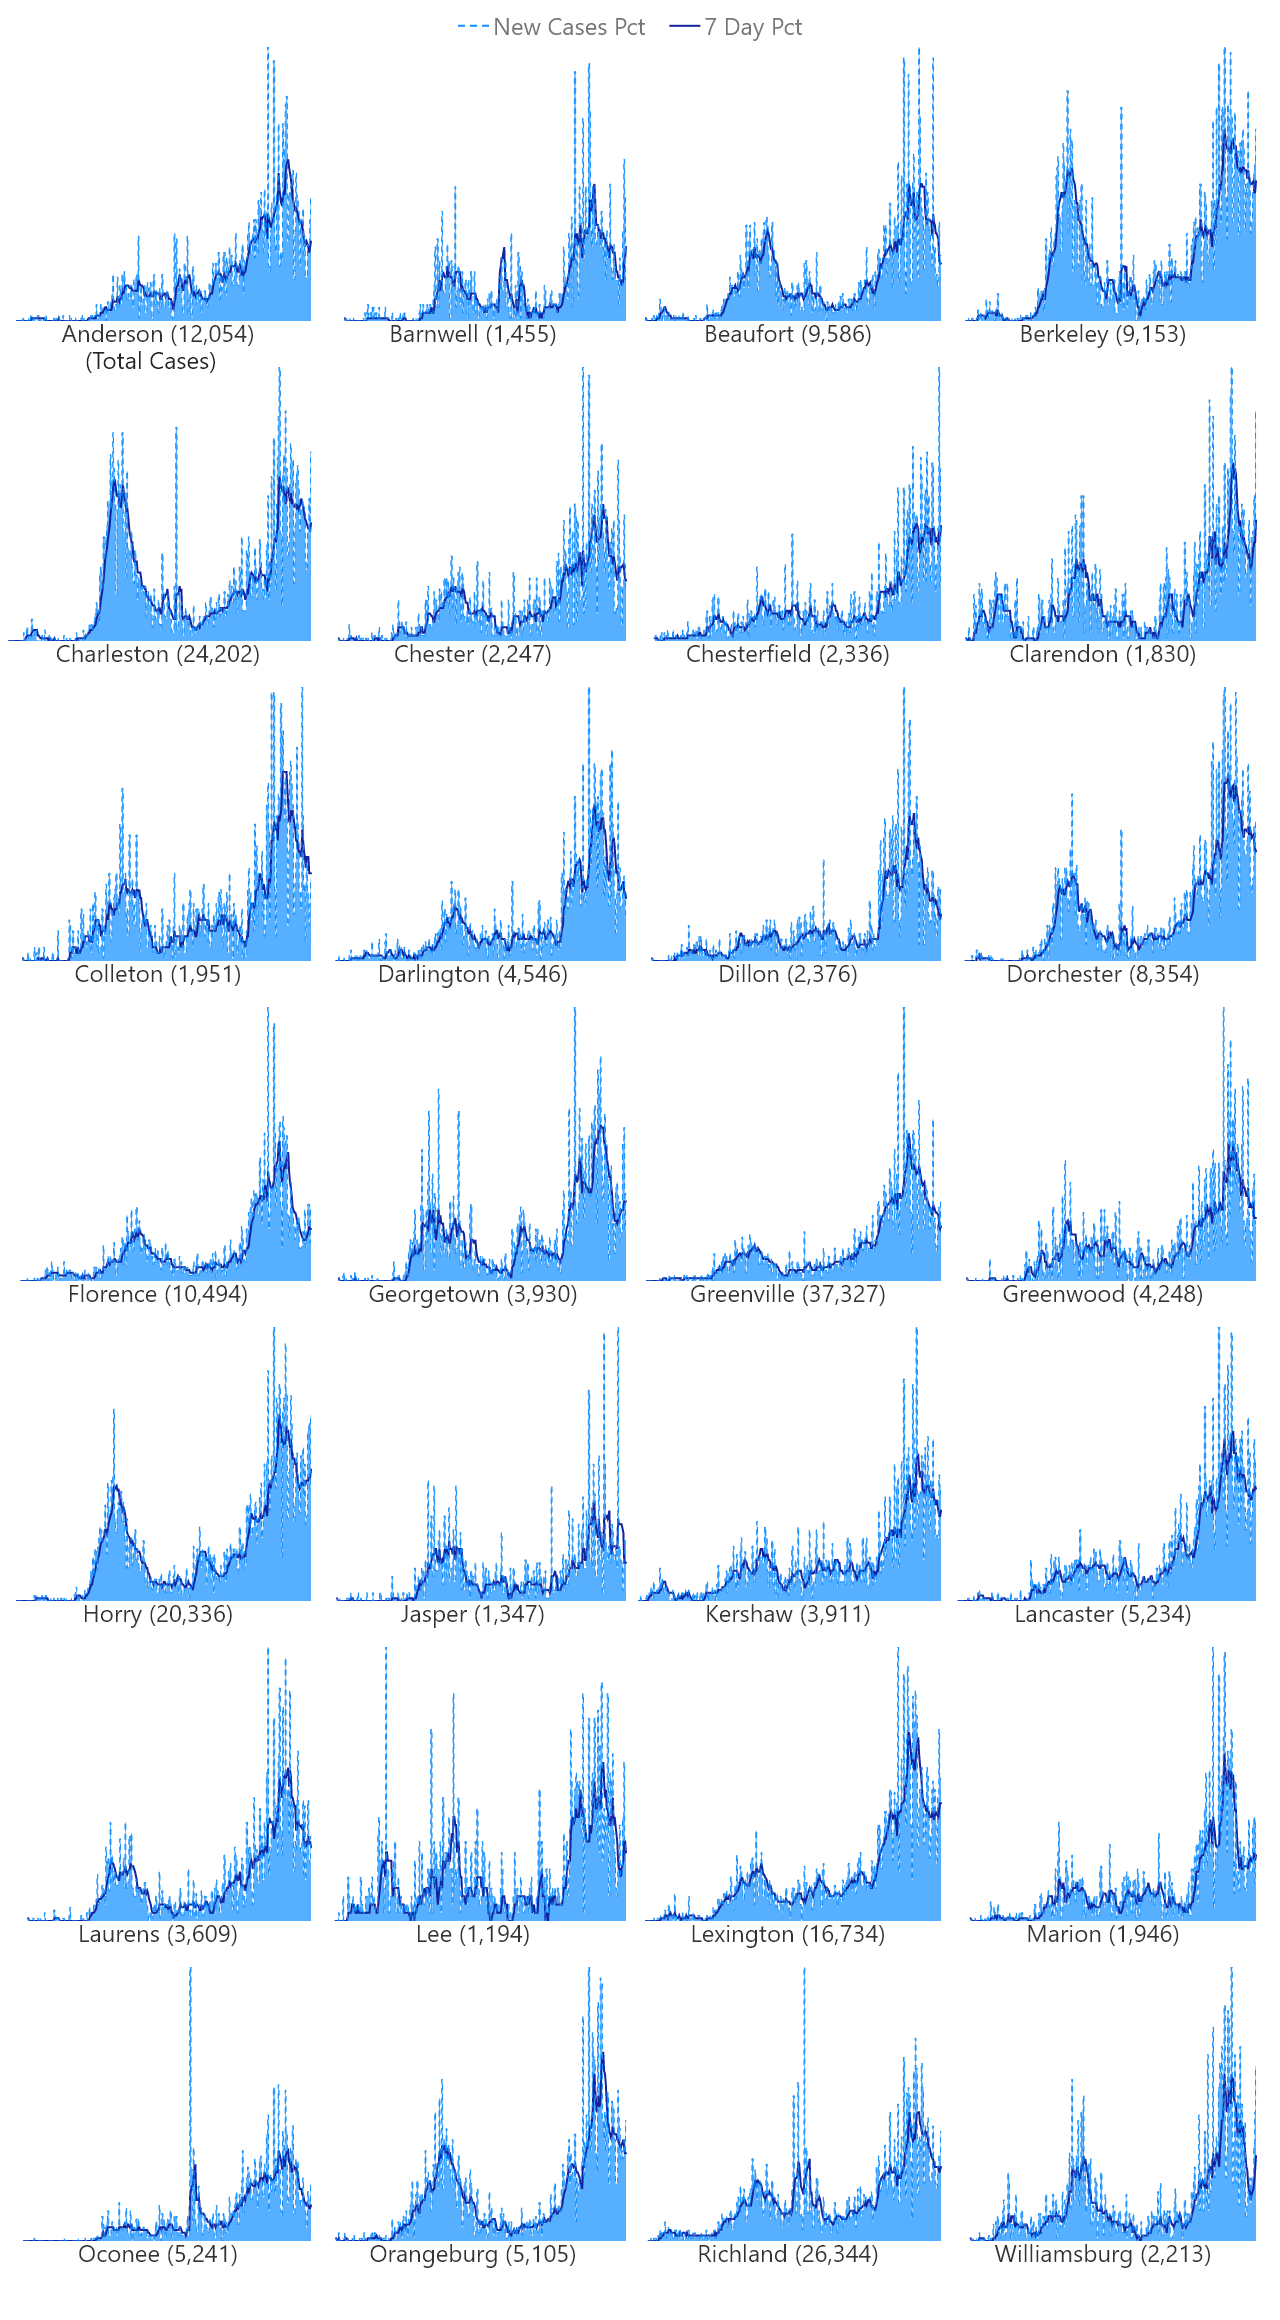 New Cases Pct 7 Day Pct
Anderson (12,054) Barnwell (1,455) Beaufort (9,586) Berkeley (9,153)
(Total Cases)
Charleston (24,202) Chester (2,247) Chesterfield (2,336) Clarendon (1,830)
Colleton (1,951) Darlington (4,546) Dillon (2,376) Dorchester (8,354)
Florence (10,494) Georgetown (3,930) Greenville (37,327) Greenwood (4,248)
Horry (20,336) Jasper (1,347) Kershaw (3,911) Lancaster (5,234)
Laurens (3,609) Lee (1,194) Lexington (16,734) Marion (1,946)
Oconee (5,241) Orangeburg (5,105) Richland (26,344) Williamsburg (2,213)